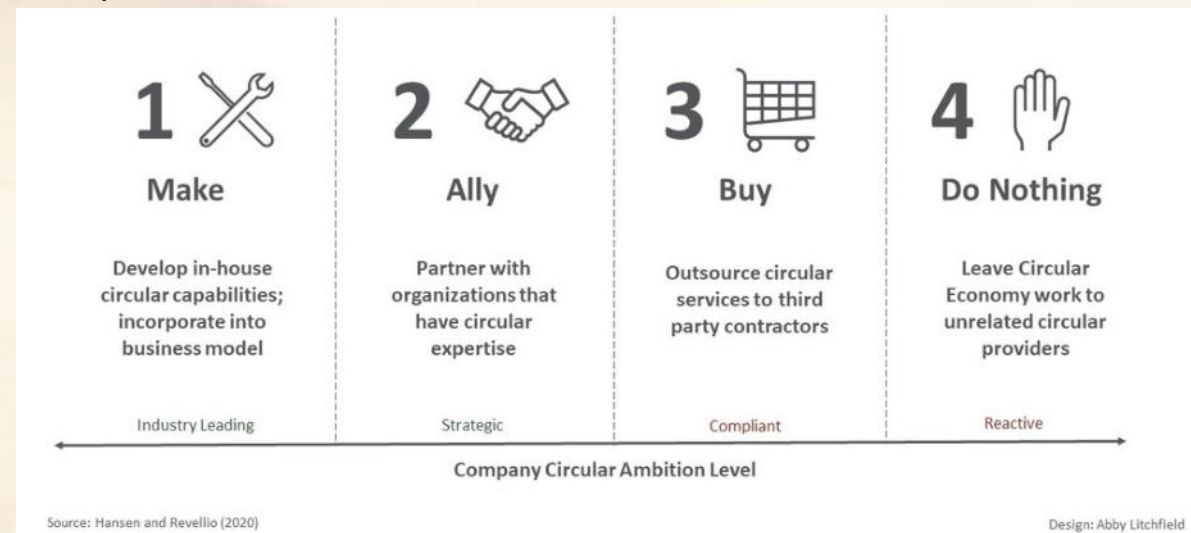 1
Make
Develop in-house
circular capabilities;
incorporate into
business model
Industry Leading
2
Ally
Partner with
organizations that
have circular
expertise
Strategic
3
Buy
Outsource circular
services to third
party contractors
Compliant
4
Do Nothing
Leave Circular
Economy work to
unrelated circular
providers
Reactive
Company Circular Ambition Level
Source: Hansen and Revellio (2020)
Design: Abby Litchfield